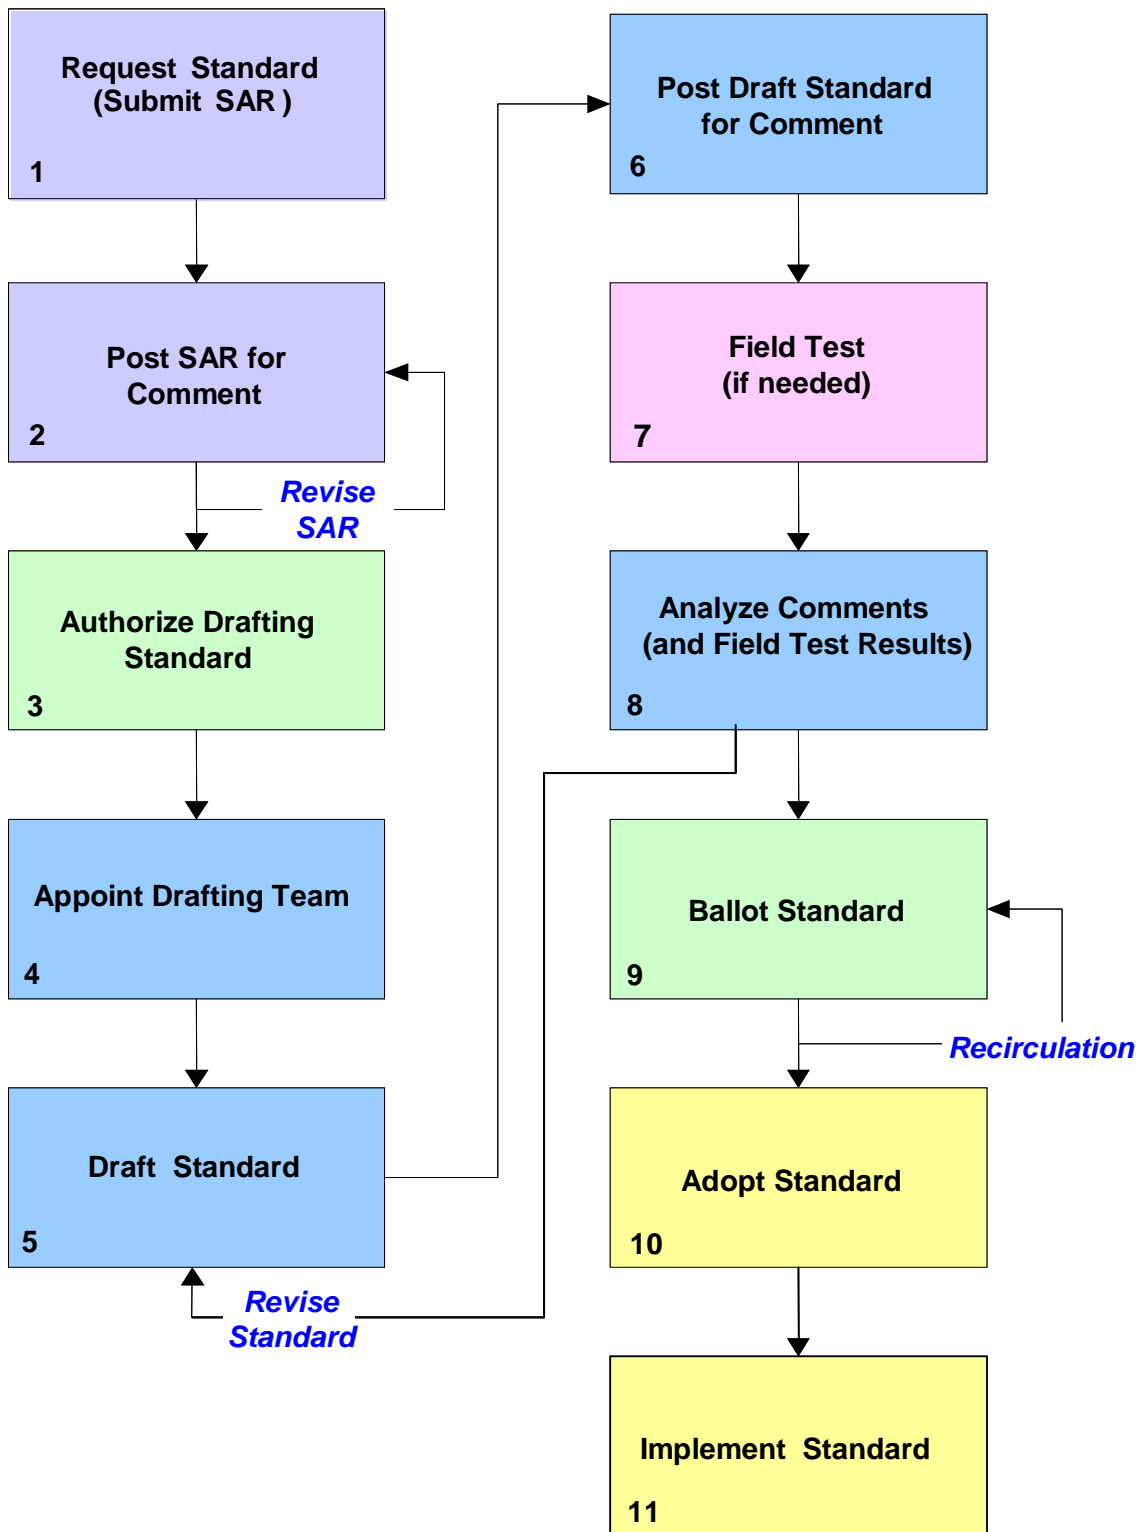 Request Standard
(Submit SAR )
1
Post SAR for
Comment
2
Revise
SAR
Authorize Drafting
Standard
3
Appoint Drafting Team
4
Draft Standard
5
Revise
Standard
Post Draft Standard
for Comment
6
Field Test
(if needed)
7
Analyze Comments
(and Field Test Results)
8
Ballot Standard
9
Recirculation
Adopt Standard
10
Implement Standard
11